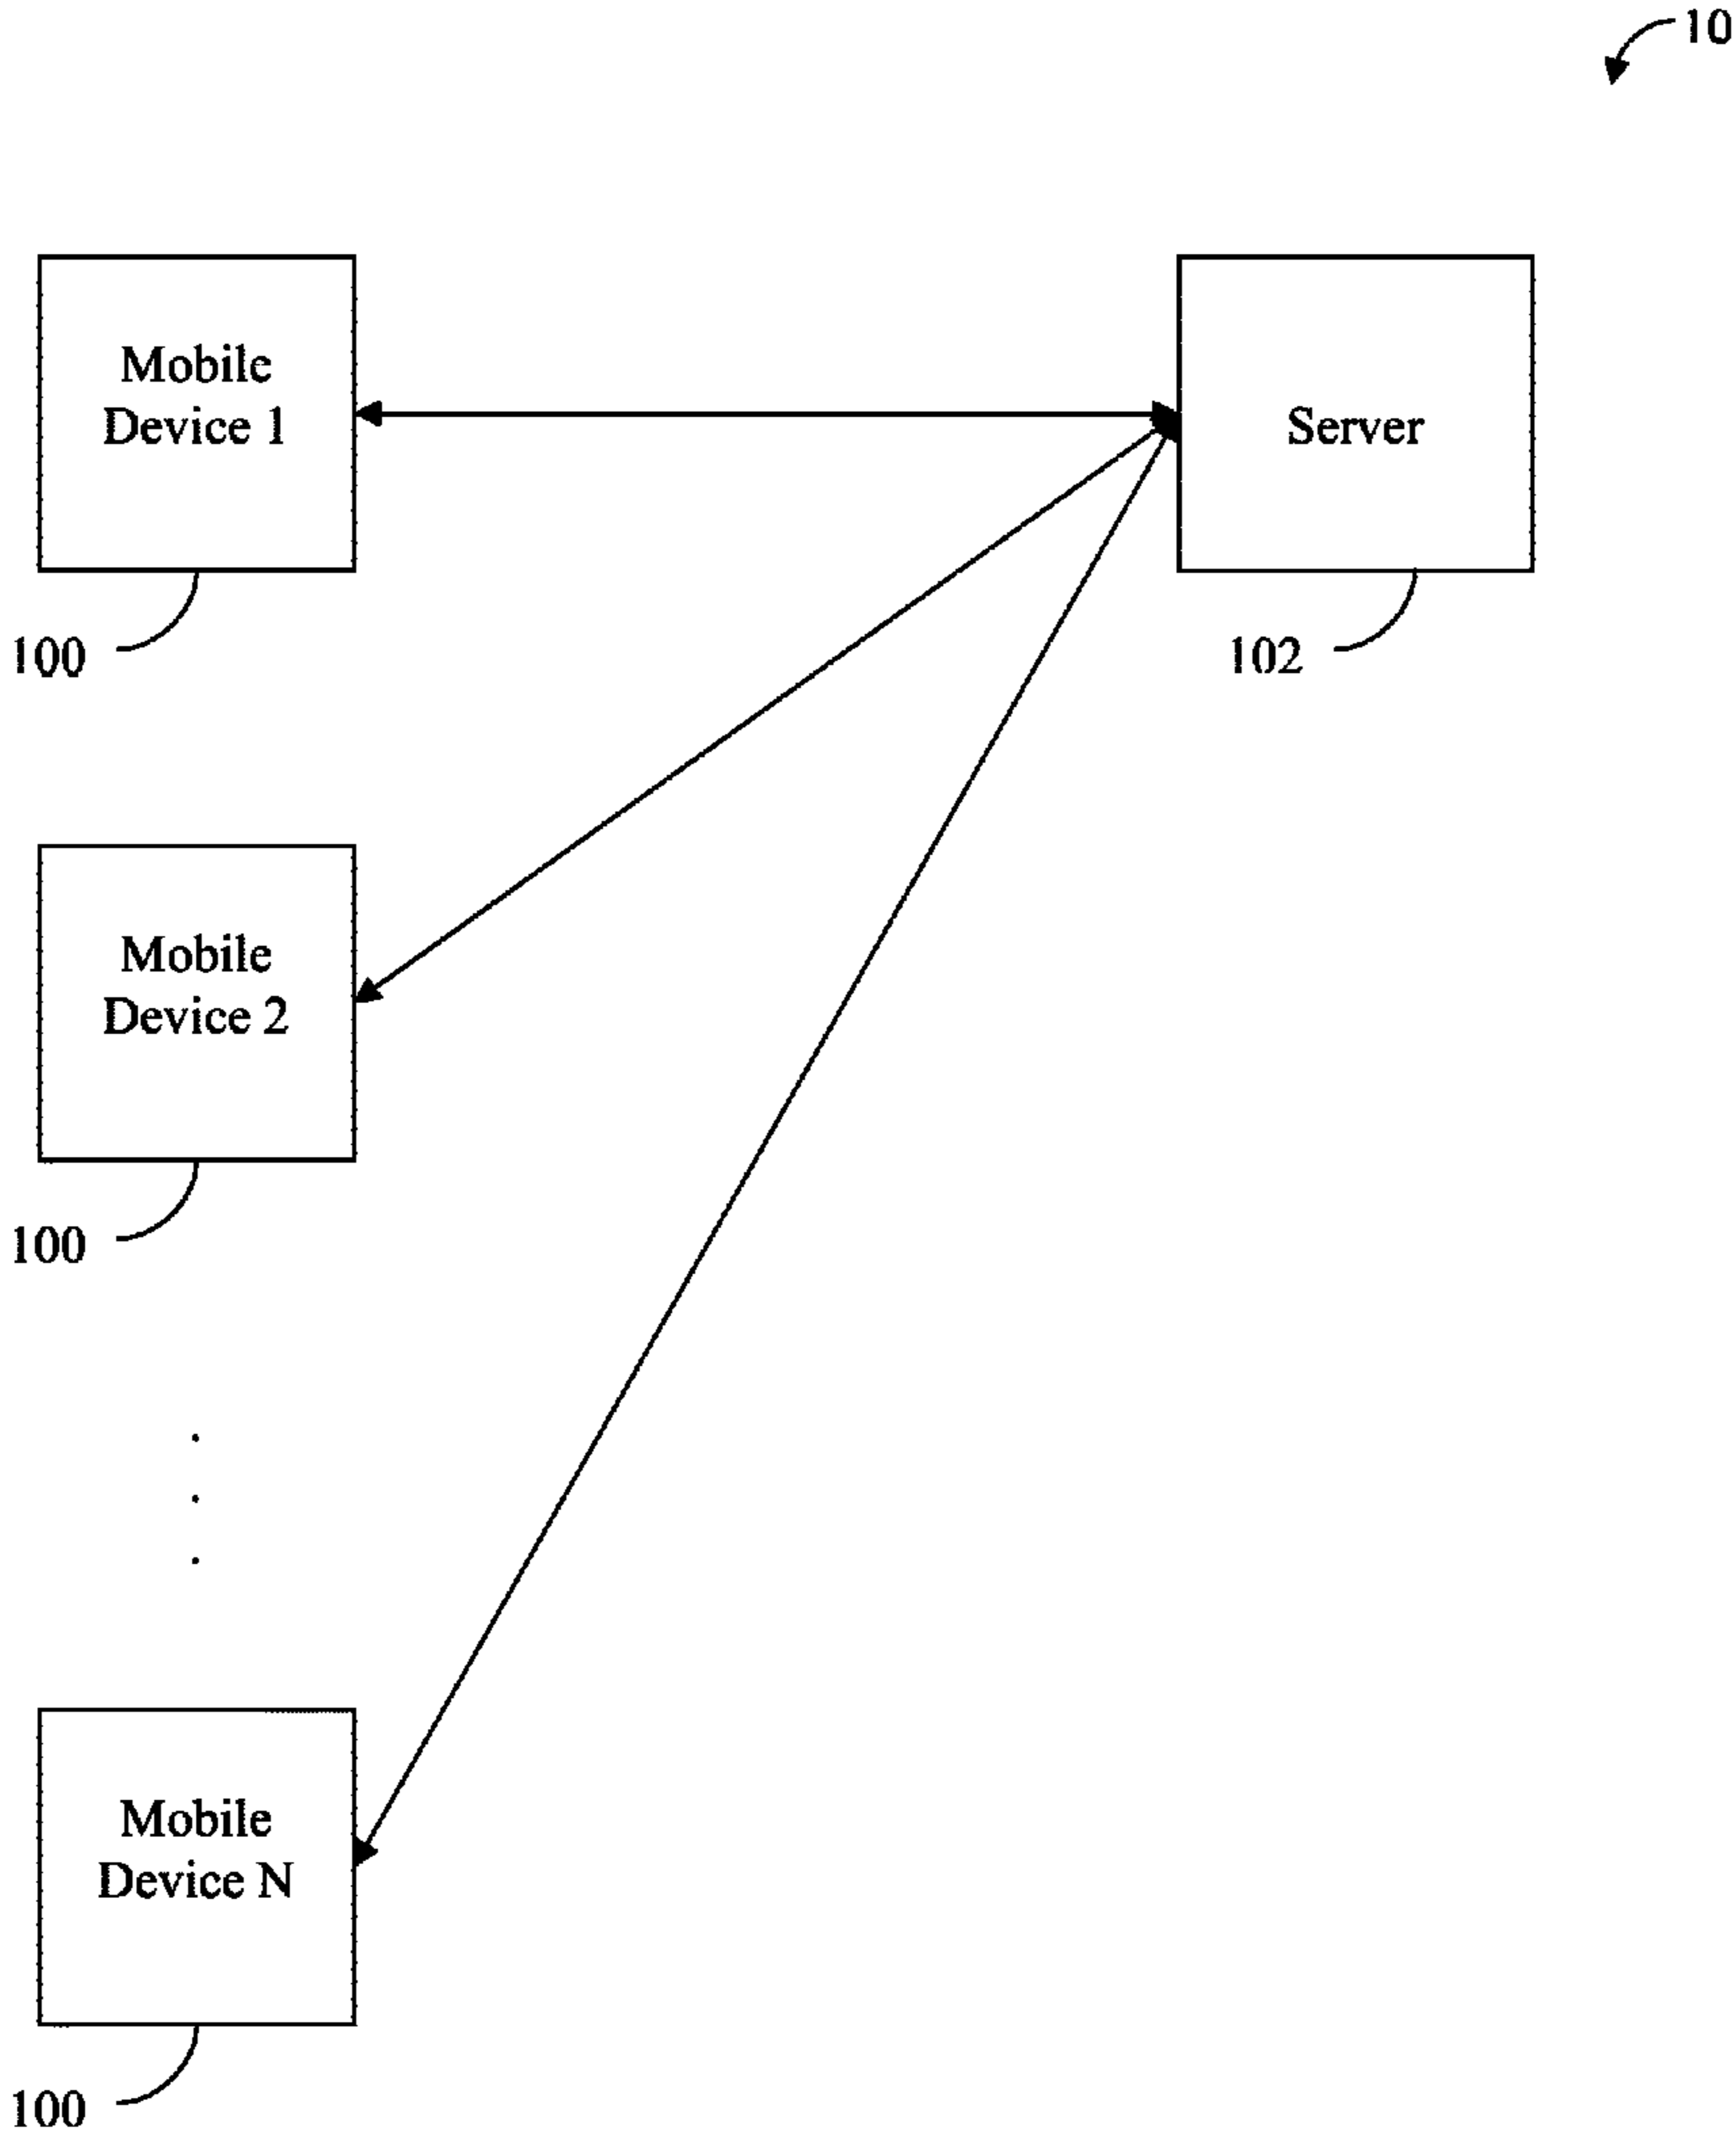 10
Mobile
Device 1
Server
100
102
Mobile
Device 2
100
.
.
.
Mobile
Device N
100